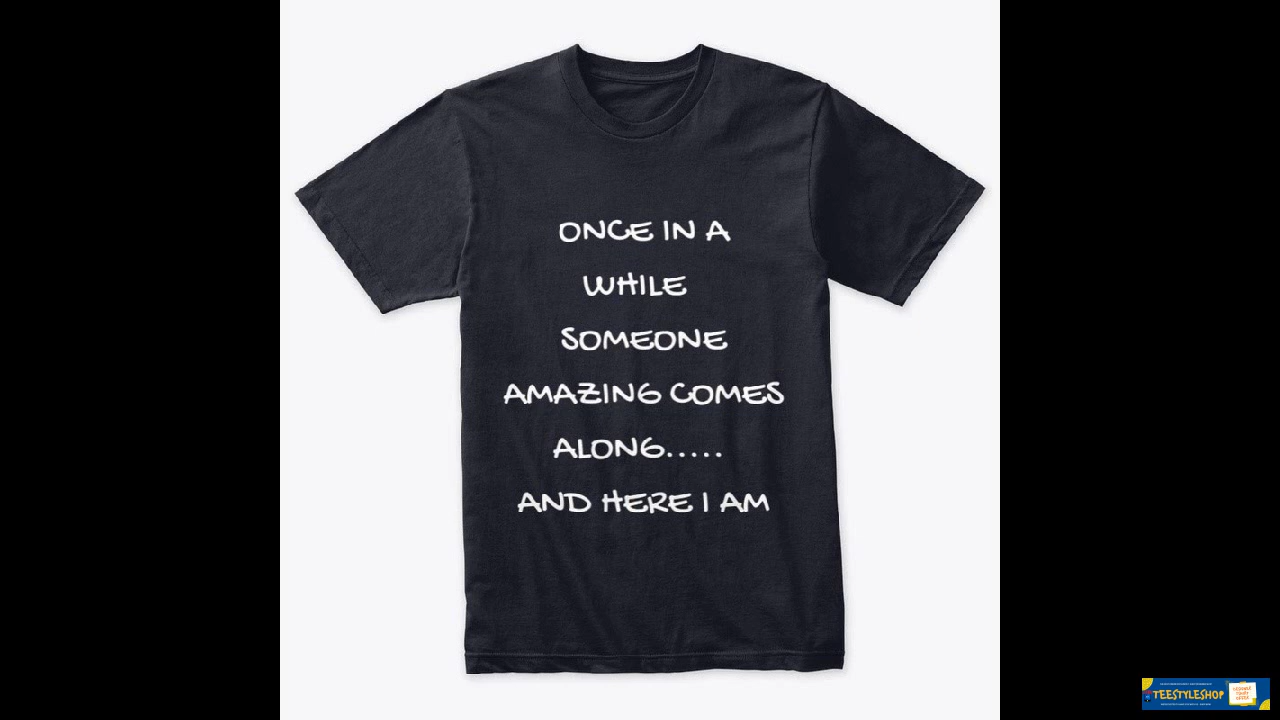 ONCE IN A
WHILE
SOMEONE
AMAZING COMES
ALONG.....
AND HERE I AM
TEESTYLESHOP